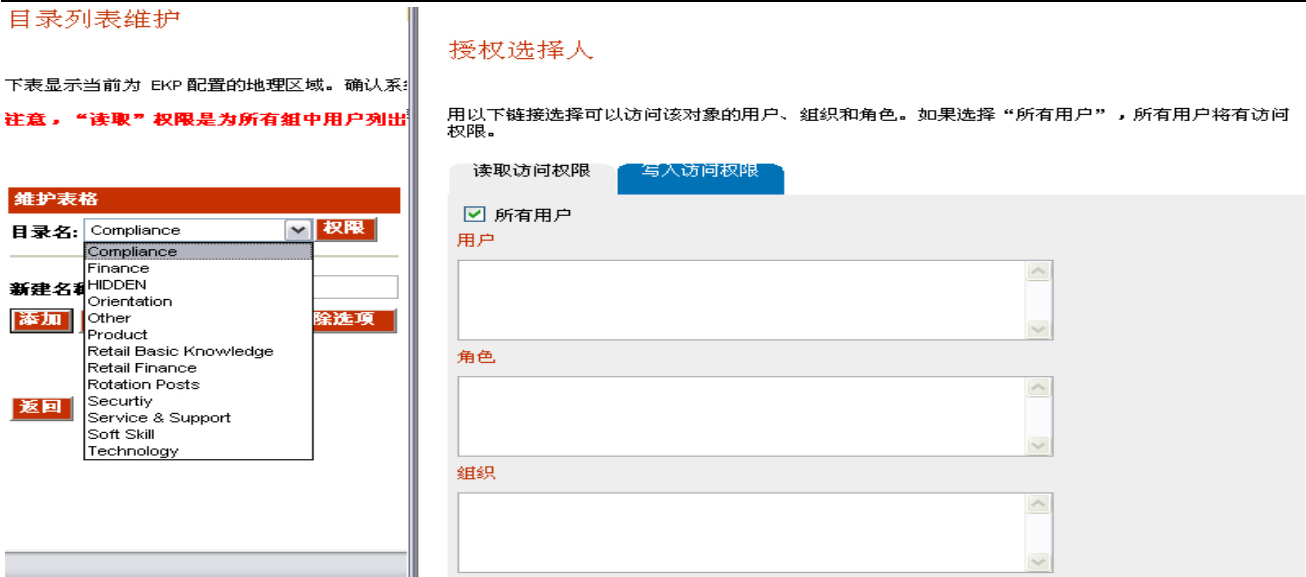 目录列表维护
下表显示当前为 EKP 配置的地理区域。确认系
注意，“读取”权限是为所有组中用户列出
维护表格
目录名: Compliance 权限
Compliance
Finance
HIDDEN
Orientation
Other
Product
Retail Basic Knowledge
Retail Finance
Rotation Posts
Securtiy
Service & Support
Soft Skill
Technology
新建名称
添加 除选项
返回
授权选择人
用以下链接选择可以访问该对象的用户、组织和角色。如果选择“所有用户”，所有用户将有访问
权限。
读取访问权限 写入访问权限
所有用户
用户
角色
组织